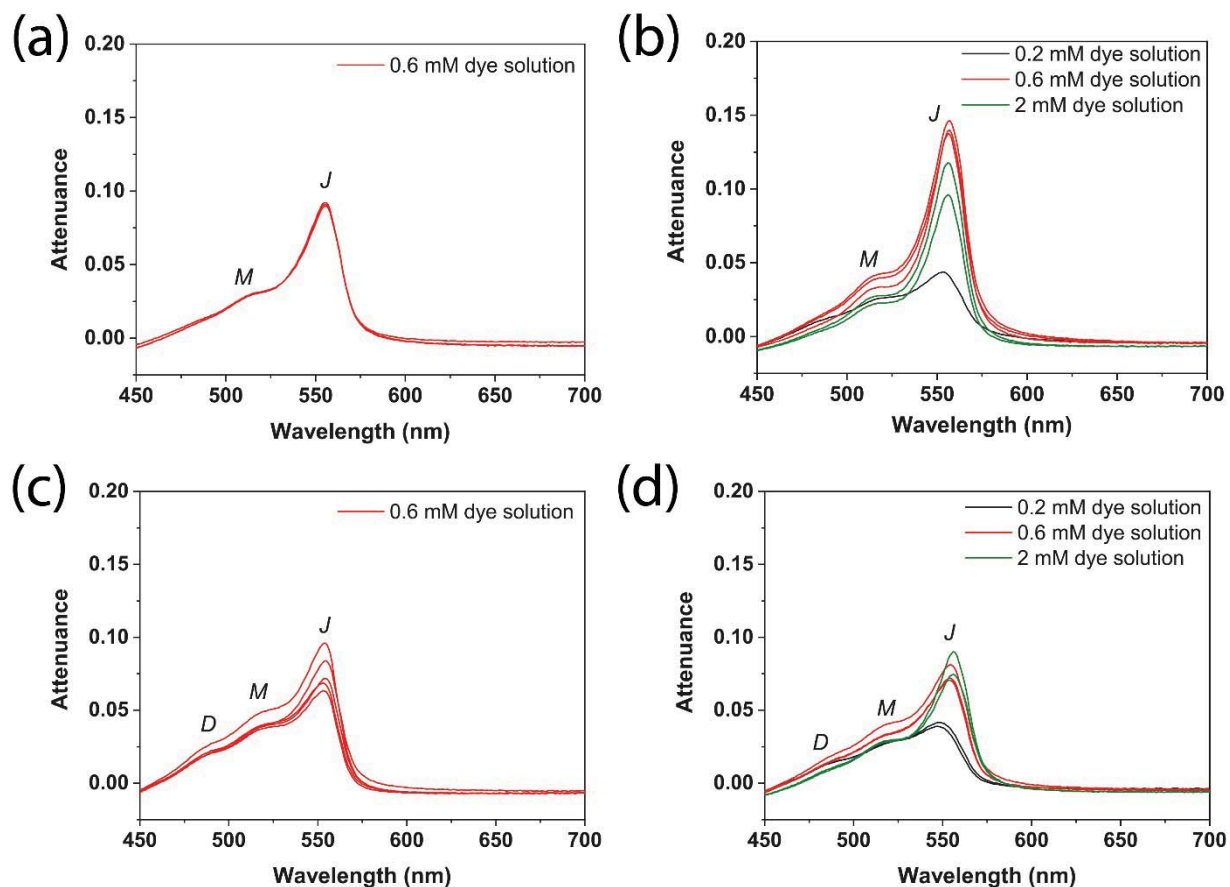 (a)
0.20
0.15
0.10
0.05
0.00
Attenuance
0.6 mM dye solution
M
J
450 500 550 600 650 700
Wavelength (nm)
(b)
0.20
0.15
0.10
0.05
0.00
Attenuance
0.2 mM dye solution
0.6 mM dye solution
2 mM dye solution
J
M
450 500 550 600 650 700
Wavelength (nm)
(c)
0.20
0.15
0.10
0.05
0.00
Attenuance
0.6 mM dye solution
J
M
D
450 500 550 600 650 700
Wavelength (nm)
(d)
0.20
0.15
0.10
0.05
0.00
Attenuance
0.2 mM dye solution
0.6 mM dye solution
2 mM dye solution
J
M
D
450 500 550 600 650 700
Wavelength (nm)